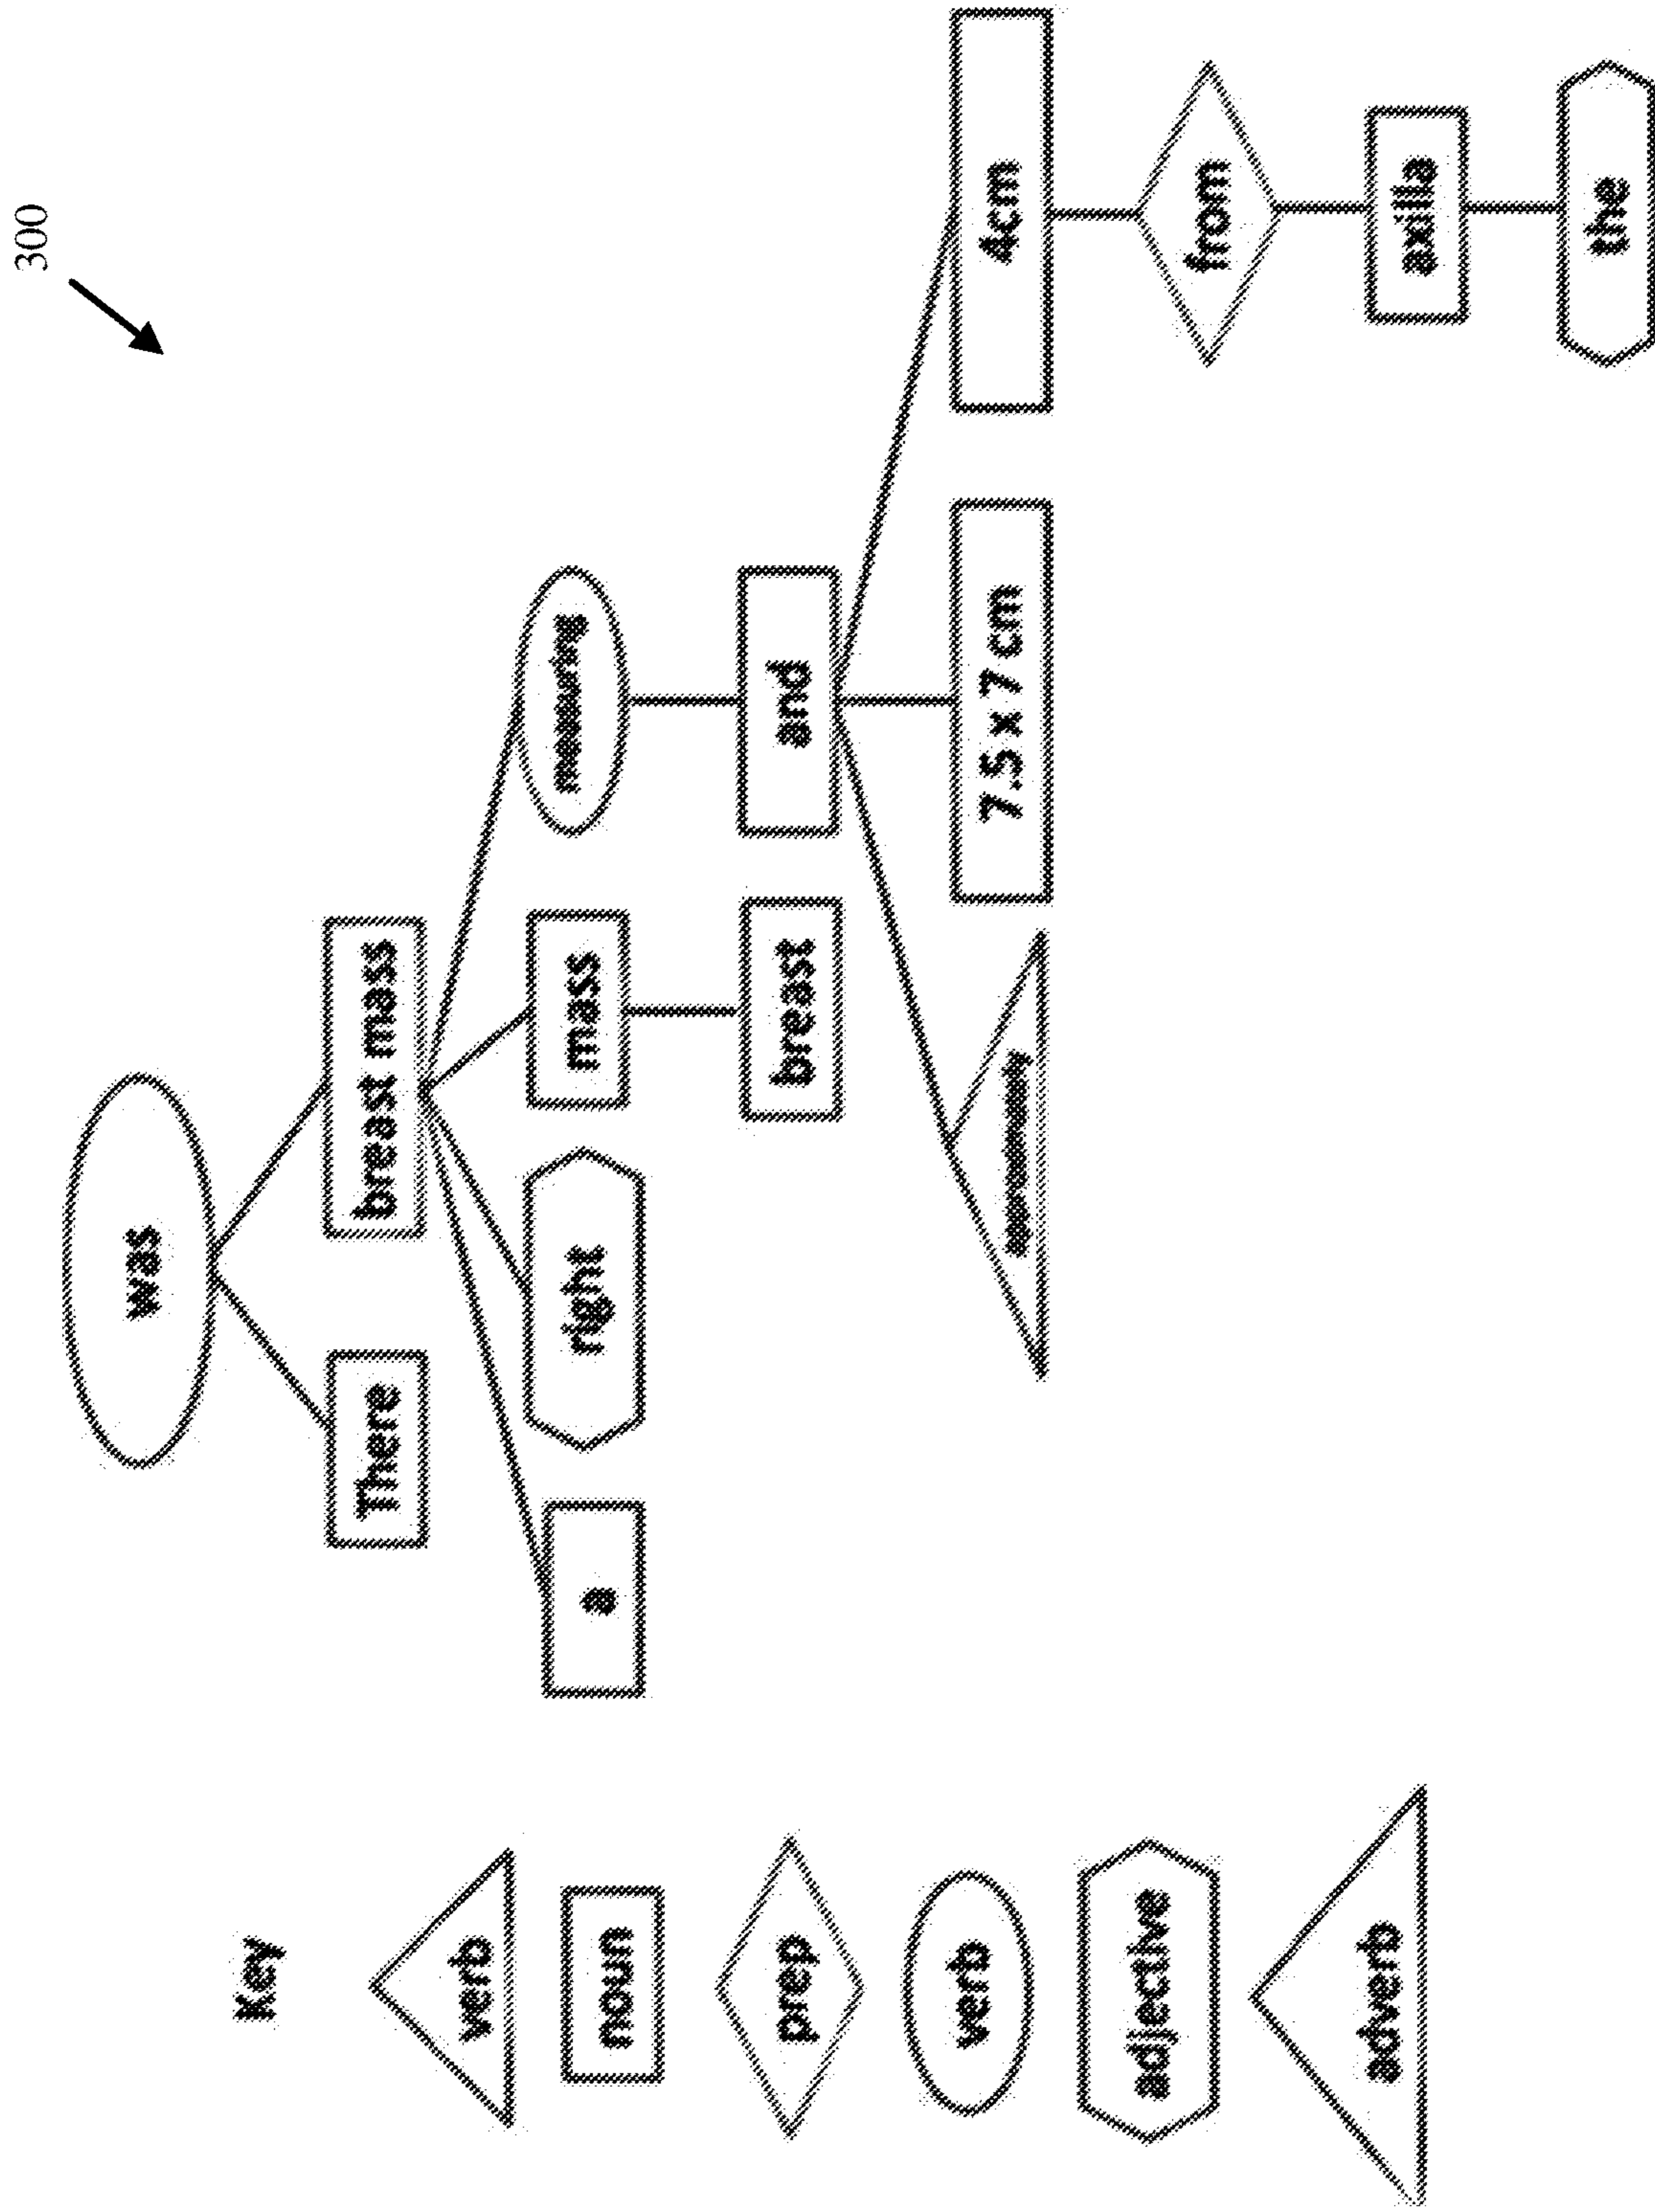 300
was
There
breast mass
a
right
mass
measuring
breast
and
7.5 x 7 cm
4cm
from
axilla
the
Key
verb
noun
prep
verb
adjective
adverb